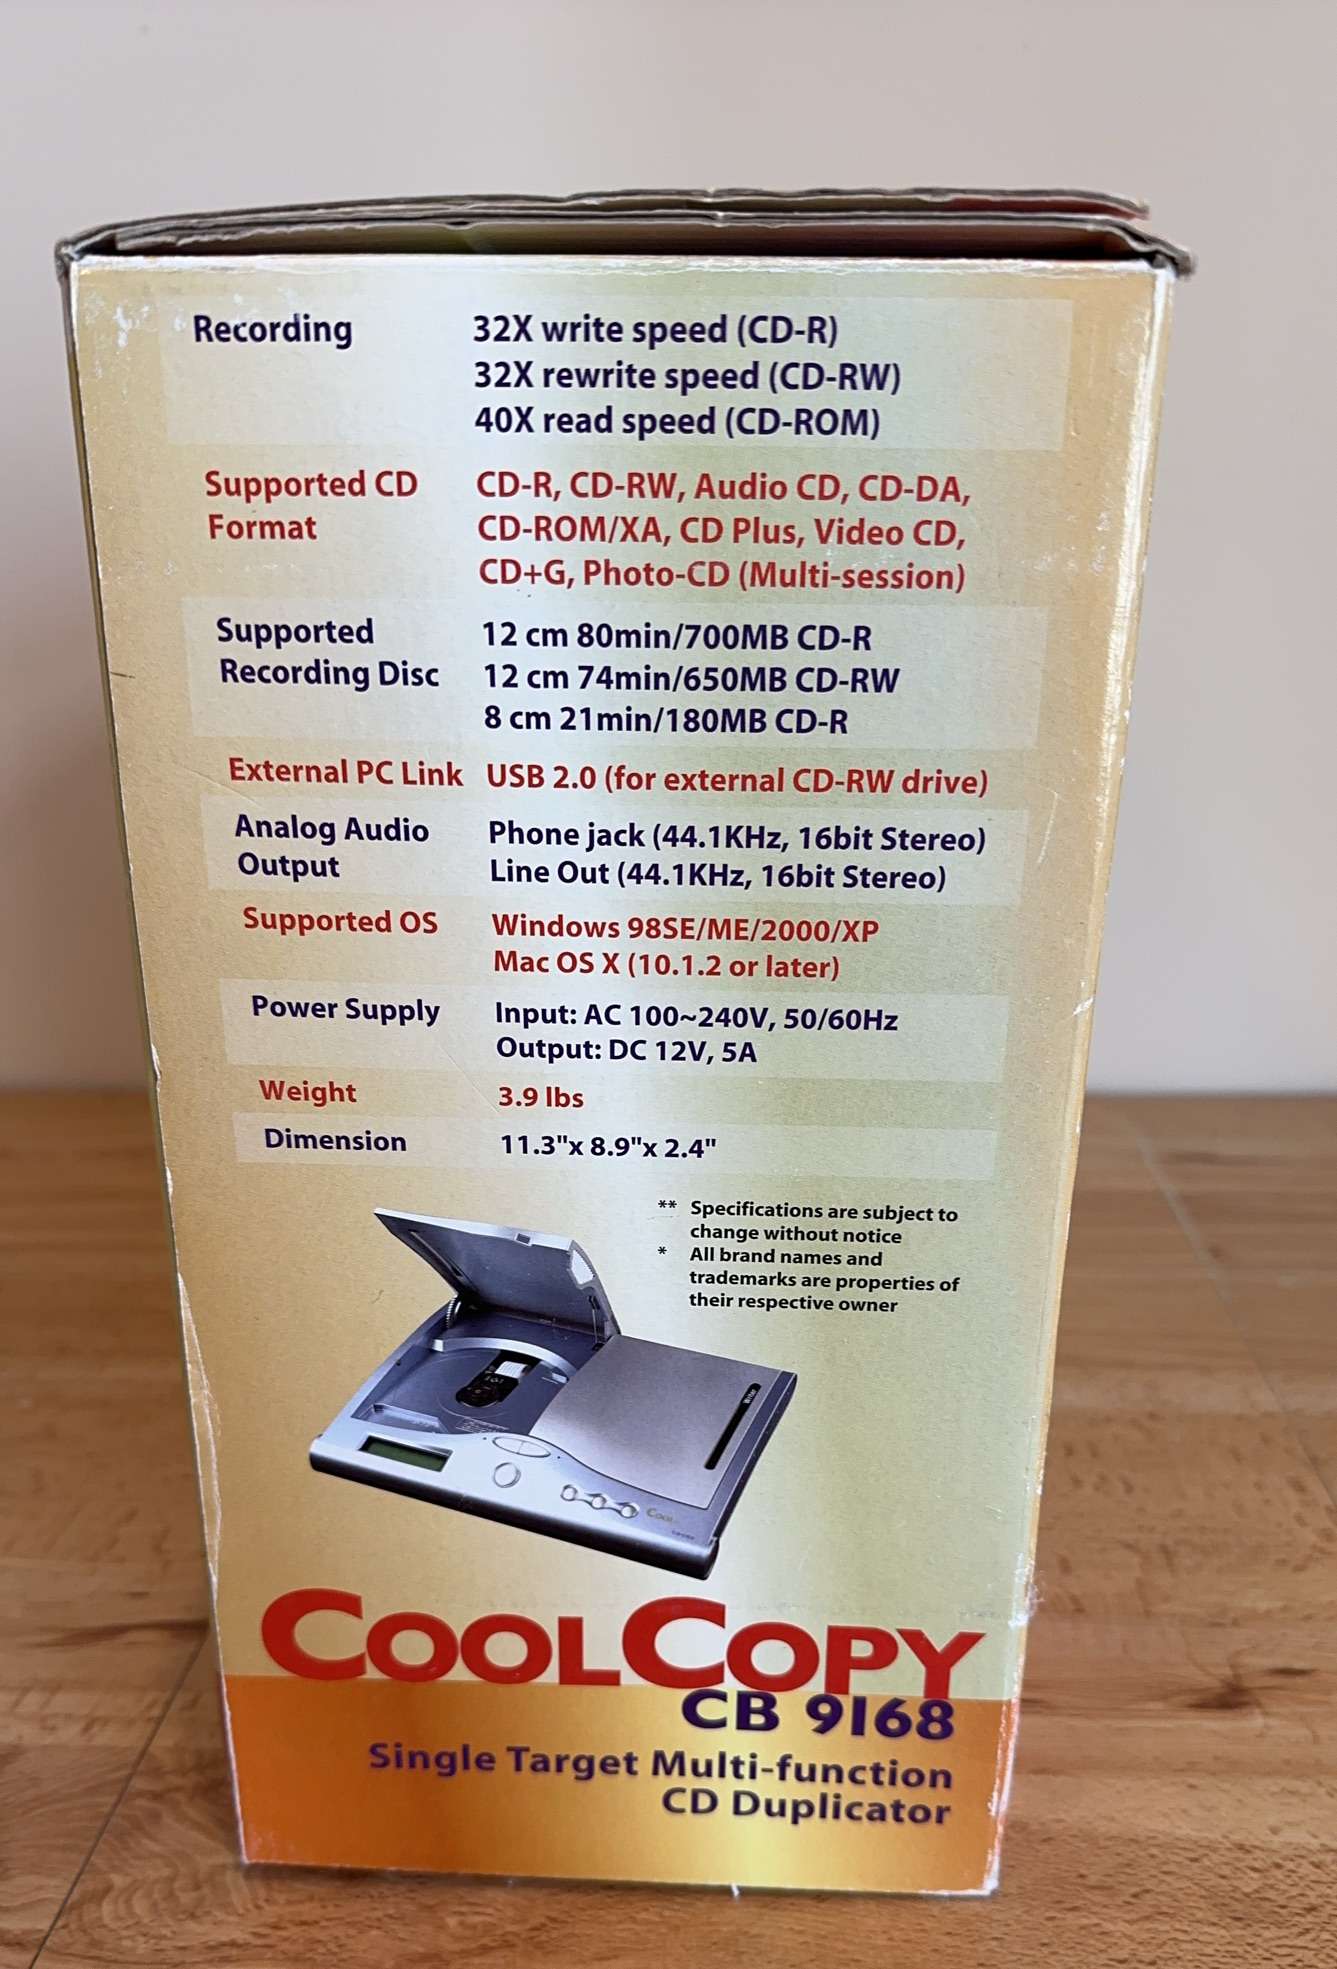 Recording 32X write speed (CD-R)
32X rewrite speed (CD-RW)
40X read speed (CD-ROM)
Supported CD CD-R, CD-RW, Audio CD, CD-DA,
Format CD-ROM/XA, CD Plus, Video CD,
CD+G, Photo-CD (Multi-session)
Supported 12 cm 80min/700MB CD-R
Recording Disc 12 cm 74min/650MB CD-RW
8 cm 21min/180MB CD-R
External PC Link USB 2.0 (for external CD-RW drive)
Analog Audio Phone jack (44.1KHz, 16bit Stereo)
Output Line Out (44.1KHz, 16bit Stereo)
Supported OS Windows 98SE/ME/2000/XP
Mac OS X (10.1.2 or later)
Power Supply Input: AC 100~240V, 50/60Hz
Output: DC 12V, 5A
Weight 3.9 lbs
Dimension 11.3"x 8.9"x 2.4"
** Specifications are subject to
change without notice
* All brand names and
trademarks are properties of
their respective owner
Writer
COOLCOPY
CB 9168
Single Target Multi-function
CD Duplicator